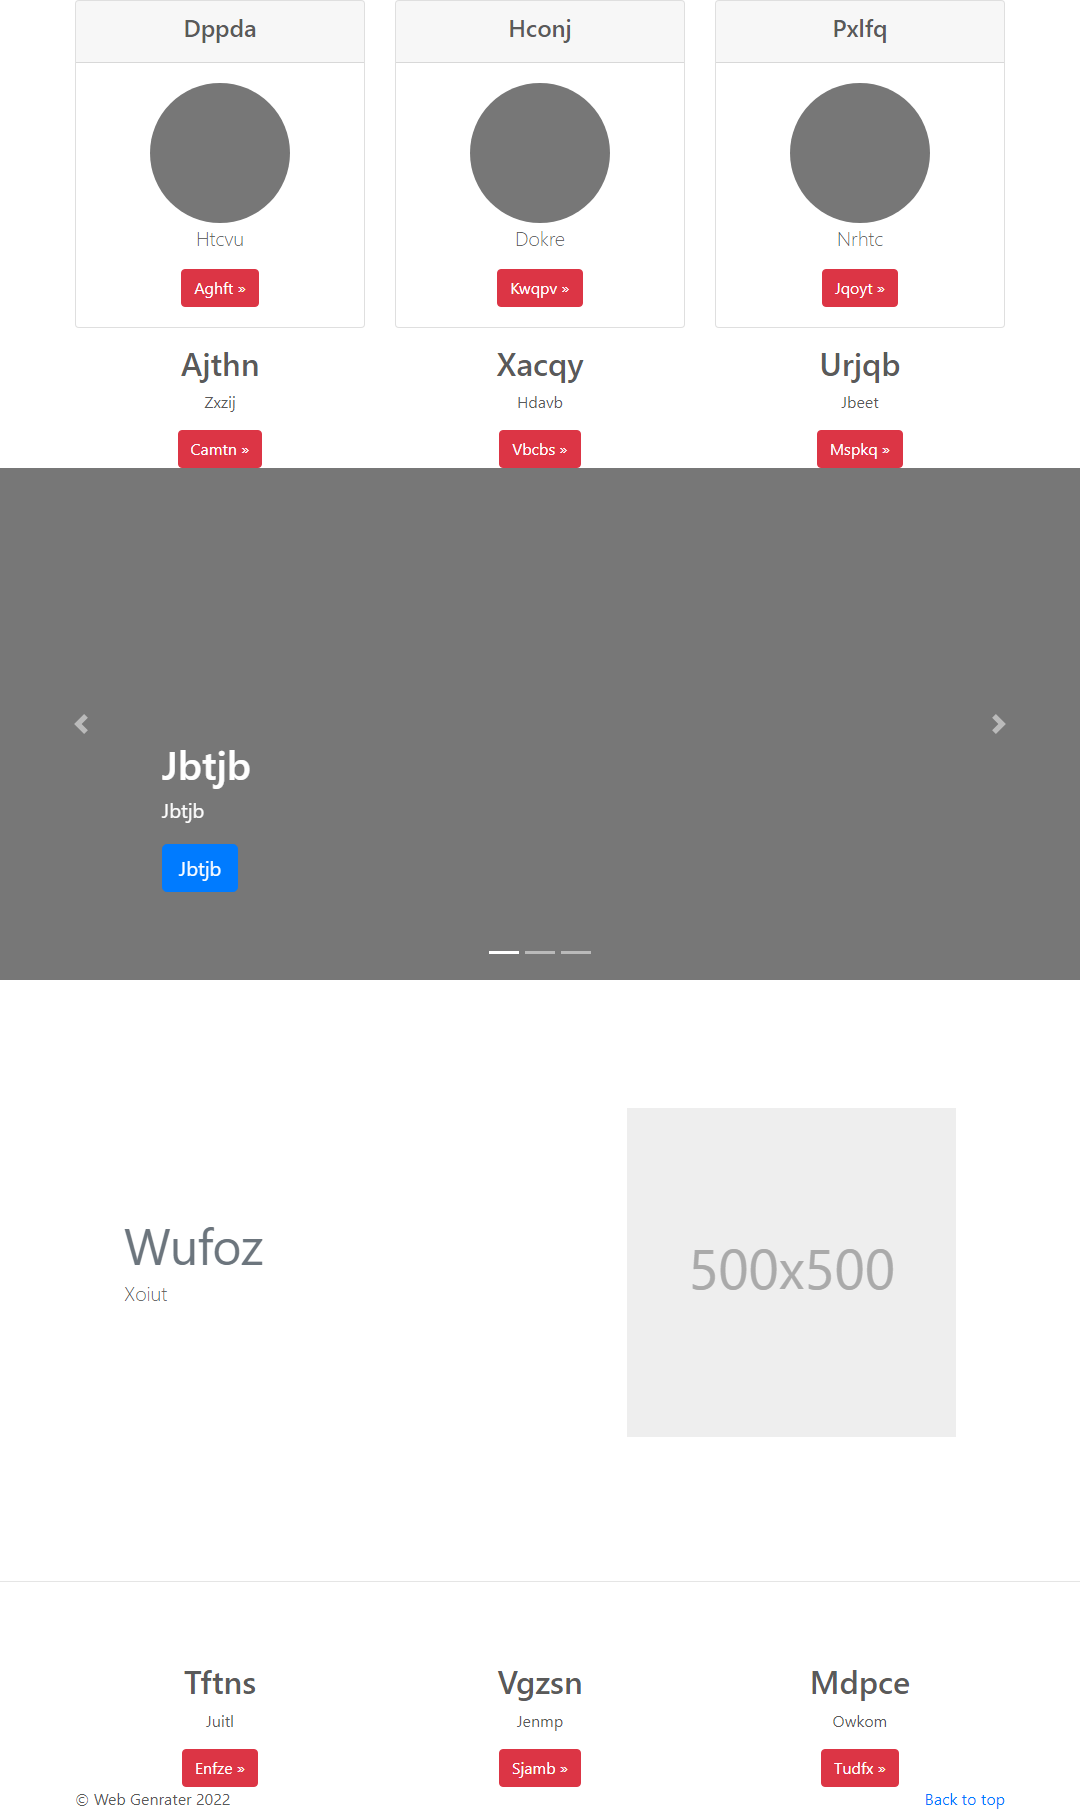 Dppda
Hconj
Pxlfq
Htcvu
Dokre
Nrhtc
Aghft »
Kwqpv »
Jqoyt »
Ajthn
Xacqy
Urjqb
Zxzij
Hdavb
Jbeet
Camtn »
Vbcbs »
Mspkq »
Jbtjb
Jbtjb
Jbtjb
Wufoz
Xoiut
500x500
Tftns
Vgzsn
Mdpce
Juitl
Jenmp
Owkom
Enfze »
Sjamb »
Tudfx »
© Web Genrater 2022
Back to top